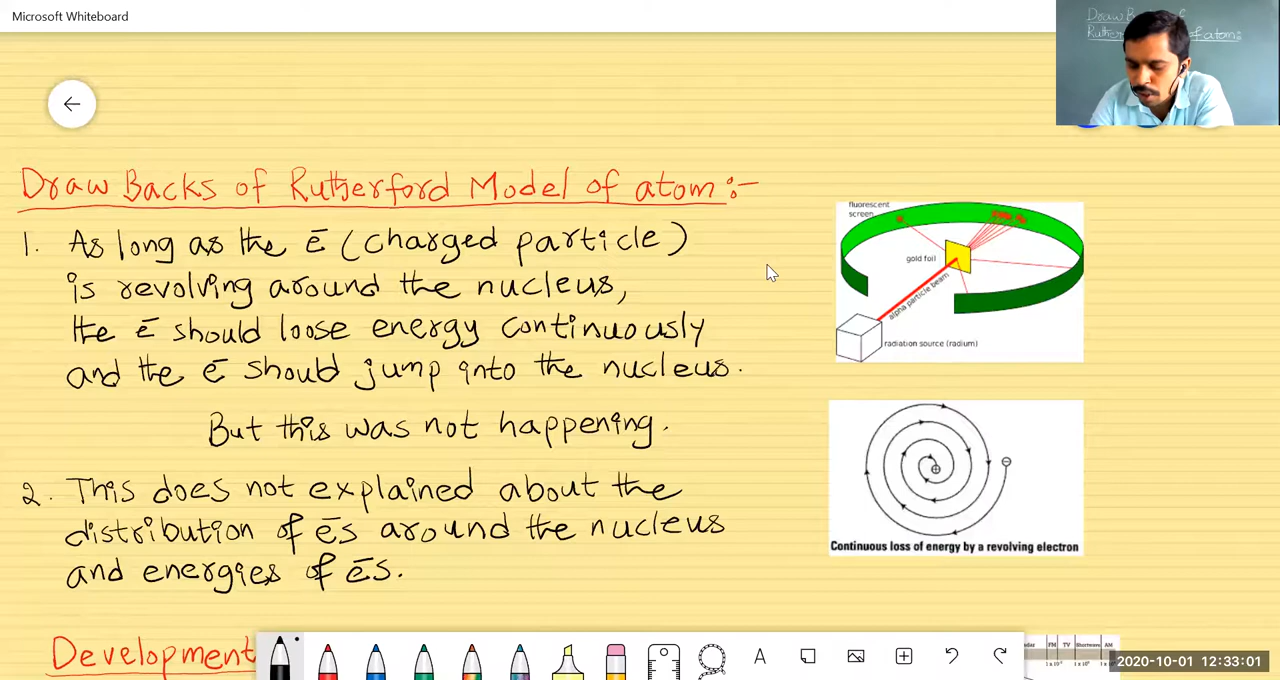 Microsoft Whiteboard
Draw Backs of Rutherford Model of atom:-
1. As long as the ē (charged particle)
is revolving around the nucleus,
the ē should loose energy continuously
and the ē should jump into the nucleus.
But this was not happening.
2. This does not explained about the
distribution of ēs around the nucleus
and energies of ēs.
Development
fluorescent
screen
gold foil
alpha particle beam
radiation source (radium)
Continuous loss of energy by a revolving electron
FM TV Shortwave AM
2020-10-01 12:33:01